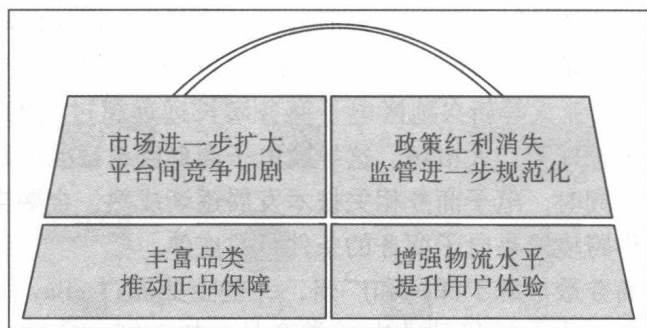 市场进一步扩大
平台间竞争加剧
政策红利消失
监管进一步规范化
丰富品类
推动正品保障
增强物流水平
提升用户体验